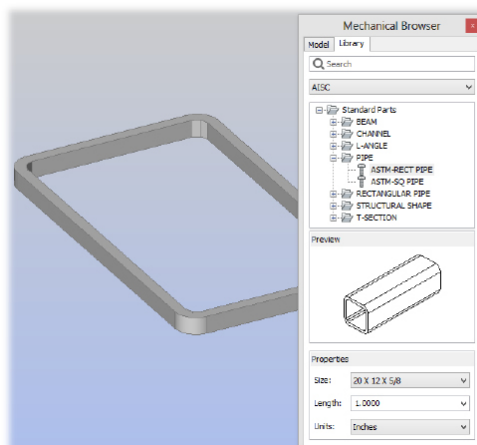 Mechanical Browser
Model Library
Search
AISC
Standard Parts
BEAM
CHANNEL
L-ANGLE
PIPE
ASTM-RECT PIPE
ASTM-SQ PIPE
RECTANGULAR PIPE
STRUCTURAL SHAPE
T-SECTION
Preview
Properties
Size: 20 X 12 X 5/8
Length: 1.0000
Units: Inches